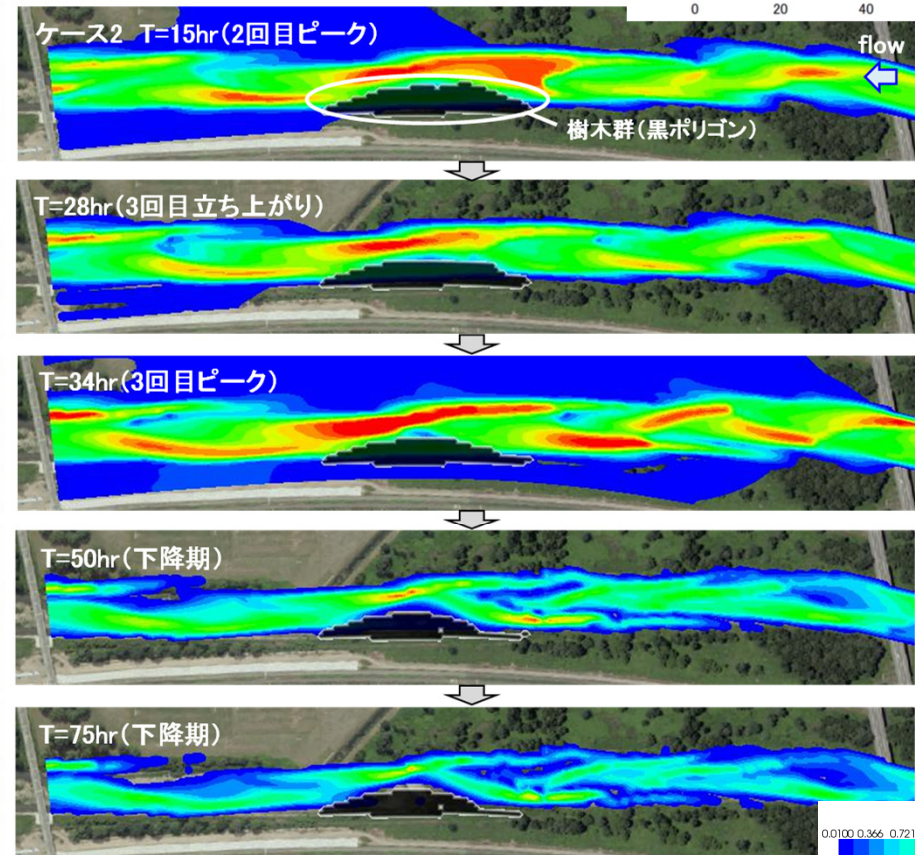 0 20 40
ケース2 T=15hr(2回目ピーク)
flow
樹木群(黒ポリゴン)
T=28hr(3回目立ち上がり)
T=34hr(3回目ピーク)
T=50hr(下降期)
T=75hr(下降期)
0.0100 0.366 0.721